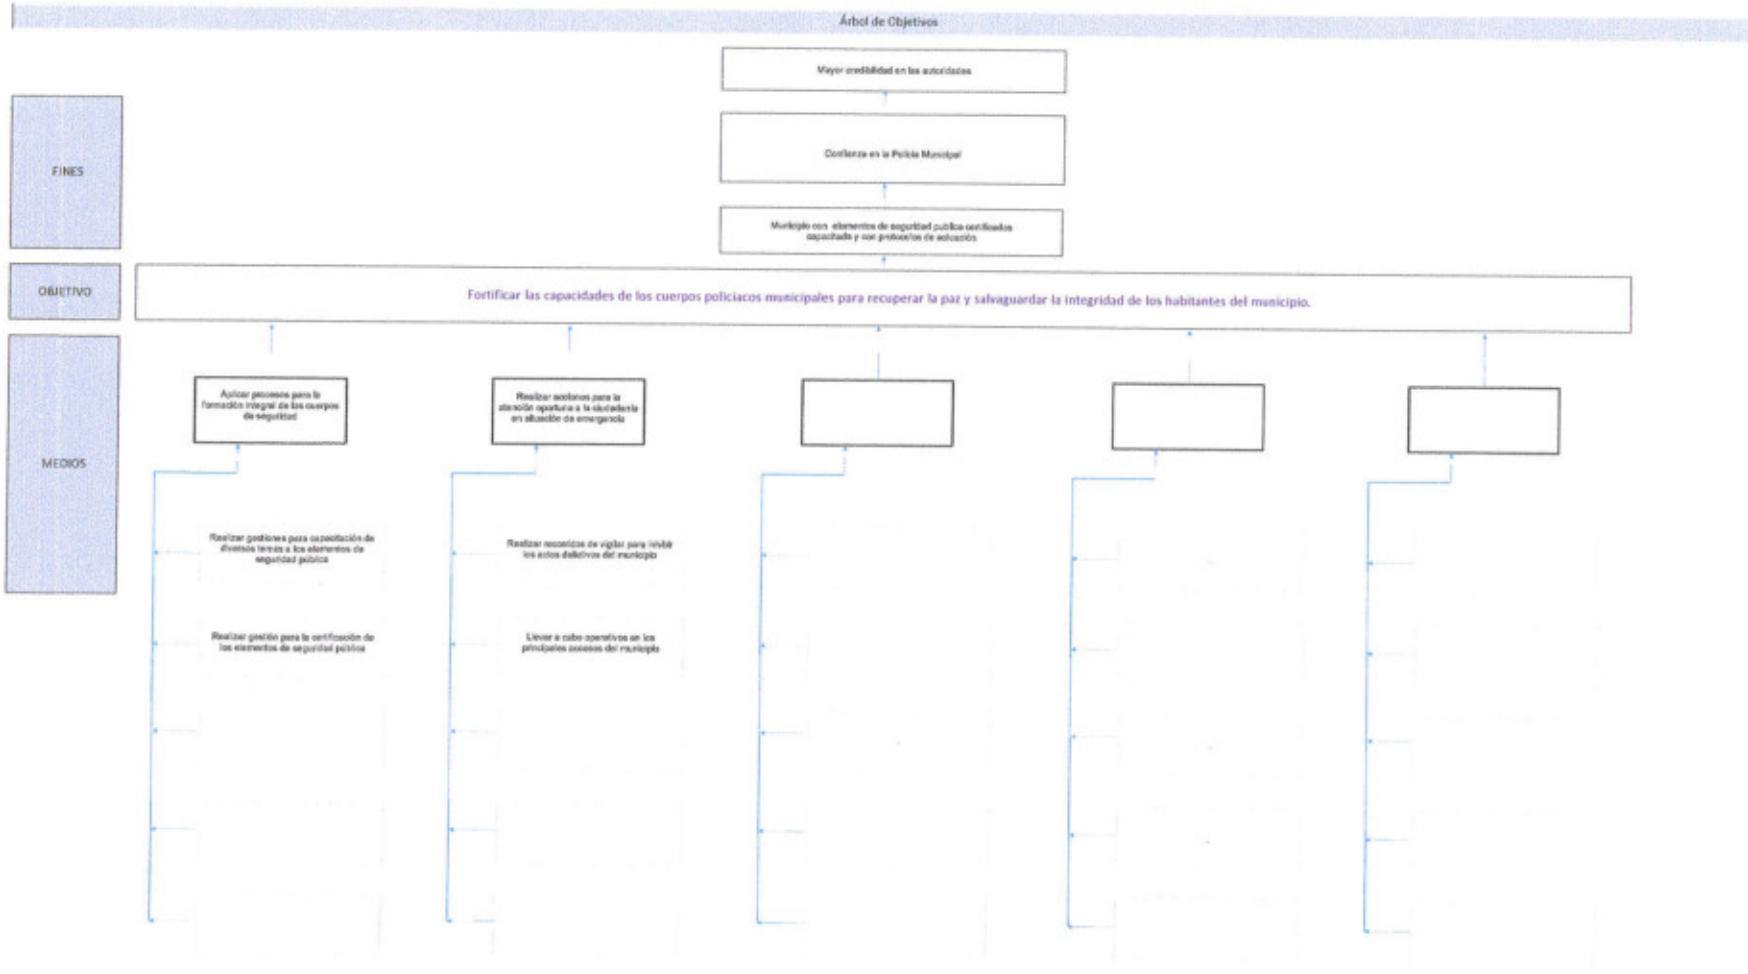 Árbol de Objetivos
Mayor credibilidad en las autoridades
FINES
Confianza en la Policía Municipal
Municipio con elementos de seguridad publica certificados
capacitada y con protocolos de actuación
OBJETIVO
Fortificar las capacidades de los cuerpos policiacos municipales para recuperar la paz y salvaguardar la integridad de los habitantes del municipio.
MEDIOS
Aplicar procesos para la
formación integral de los cuerpos
de seguridad
Realizar acciones para la
atención oportuna a la ciudadanía
en situación de emergencia
Realizar gestiones para capacitación de
diversos temas a los elementos de
seguridad pública
Realizar recorridos de vigilar para inhibir
los actos delictivos del municipio
Realizar gestión para la certificación de
los elementos de seguridad pública
Llevar a cabo operativos en los
principales accesos del municipio